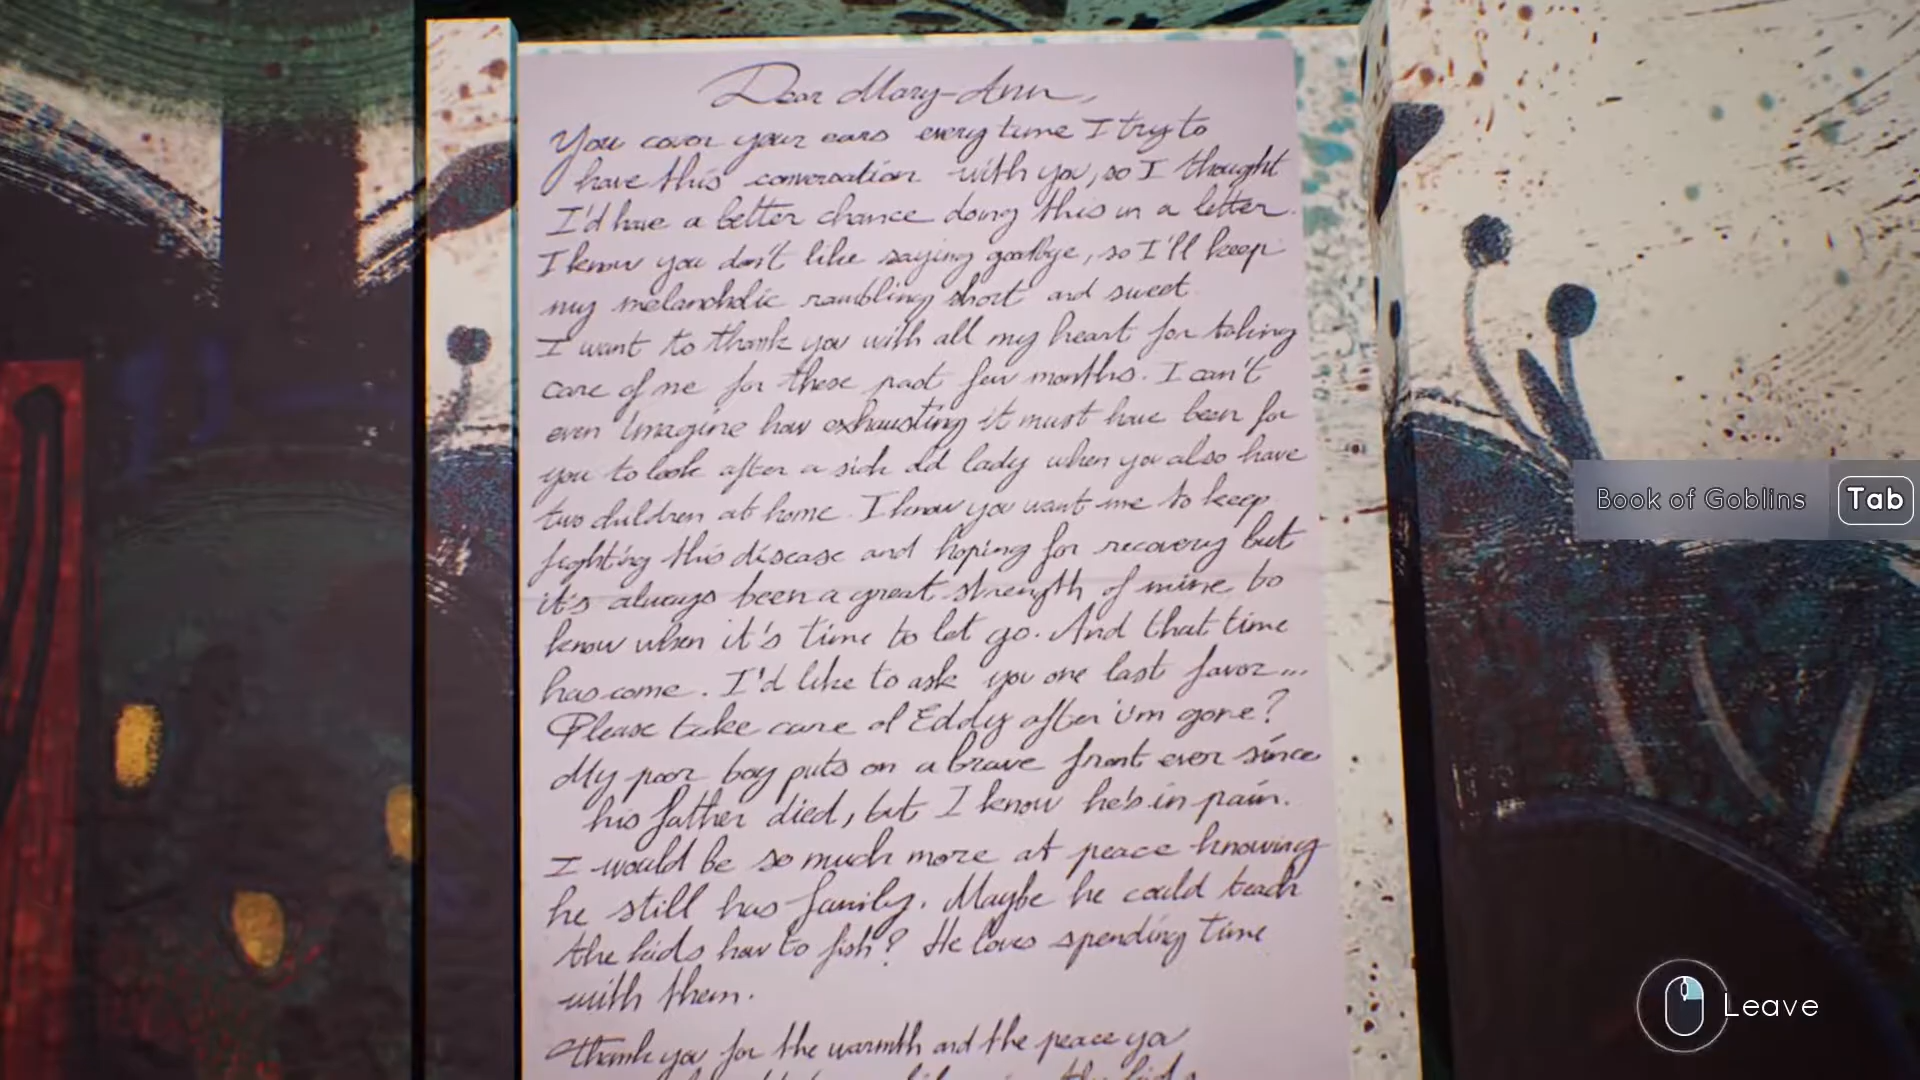 Dear Mary-Ann,
You cover your ears every time I try to
have this conversation with you, so I thought
I'd have a better chance doing this in a letter.
I know you don't like saying goodbye, so I'll keep
my melancholic rambling short and sweet.
I want to thank you with all my heart for taking
care of me for these past few months. I can't
even imagine how exhausting it must have been for
you to look after a sick old lady when you also have
two children at home. I know you want me to keep
fighting this disease and hoping for recovery but
it's always been a great strength of mine to
know when it's time to let go. And that time
has come. I'd like to ask you one last favor...
Please take care of Eddy after i'm gone?
My poor boy puts on a brave front ever since
his father died, but I know he's in pain.
I would be so much more at peace knowing
he still has family. Maybe he could teach
the kids how to fish? He loves spending time
with them.
Thank you for the warmth and the peace yo
the kids
Book of Goblins Tab
Leave